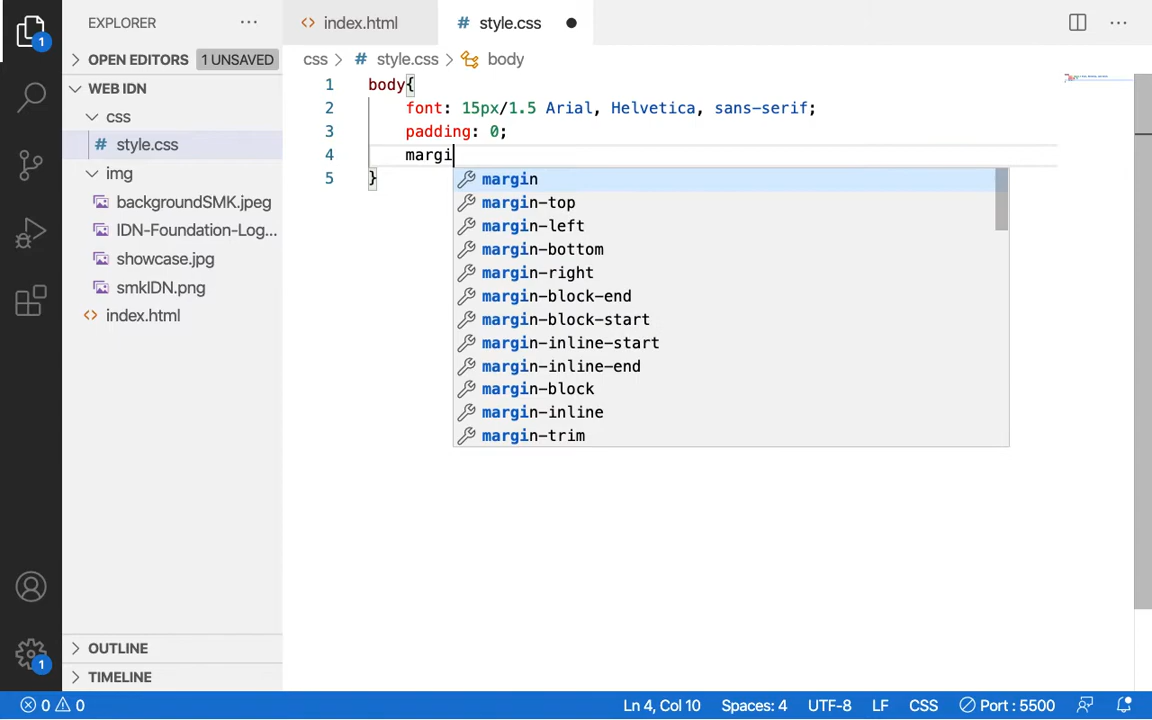 EXPLORER
index.html
# style.css
OPEN EDITORS 1 UNSAVED
css > # style.css > body
WEB IDN
css
# style.css
img
backgroundSMK.jpeg
IDN-Foundation-Log...
showcase.jpg
smkIDN.png
index.html
1 body{
2 font: 15px/1.5 Arial, Helvetica, sans-serif;
3 padding: 0;
4 margi
5 }
margin
margin-top
margin-left
margin-bottom
margin-right
margin-block-end
margin-block-start
margin-inline-start
margin-inline-end
margin-block
margin-inline
margin-trim
1
1
OUTLINE
TIMELINE
0 0 Ln 4, Col 10 Spaces: 4 UTF-8 LF CSS Port : 5500